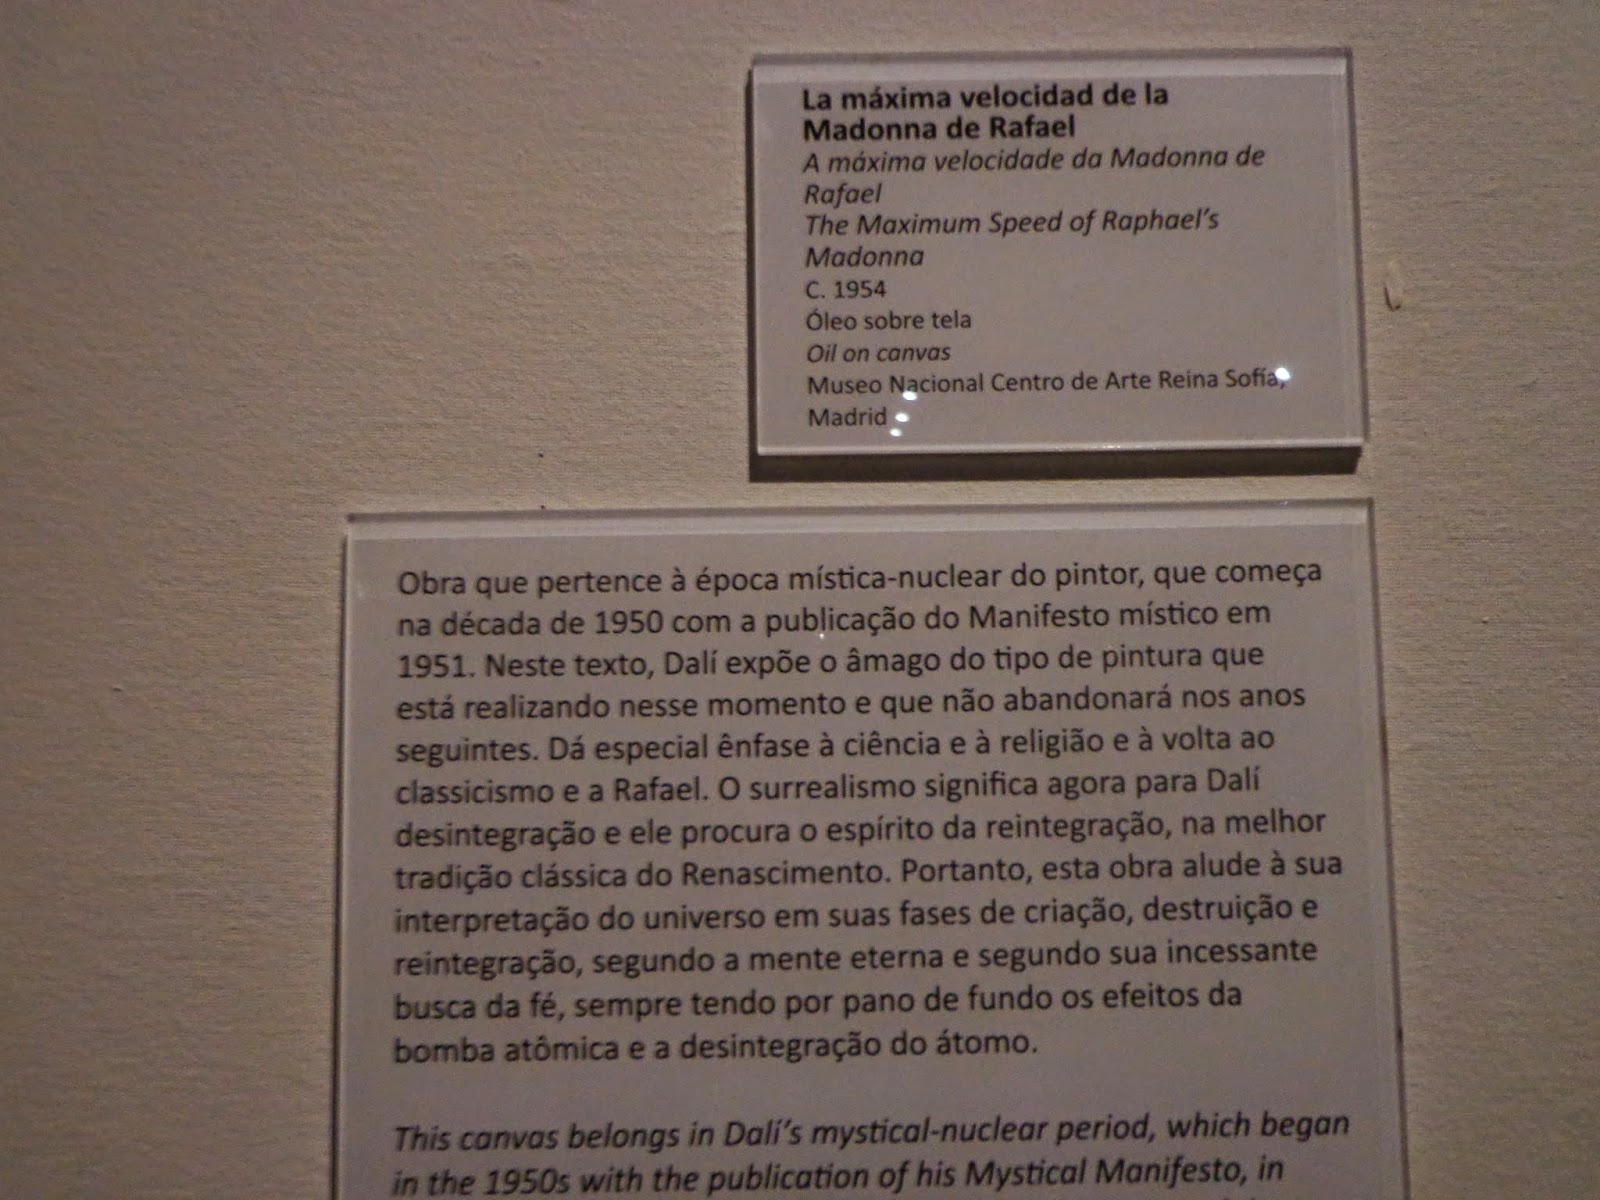 La máxima velocidad de la
Madonna de Rafael
A máxima velocidade da Madonna de
Rafael
The Maximum Speed of Raphael's
Madonna
C. 1954
Óleo sobre tela
Oil on canvas
Museo Nacional Centro de Arte Reina Sofía,
Madrid
Obra que pertence à época mística-nuclear do pintor, que começa
na década de 1950 com a publicação do Manifesto místico em
1951. Neste texto, Dalí expõe o âmago do tipo de pintura que
está realizando nesse momento e que não abandonará nos anos
seguintes. Dá especial ênfase à ciência e à religião e à volta ao
classicismo e a Rafael. O surrealismo significa agora para Dalí
desintegração e ele procura o espírito da reintegração, na melhor
tradição clássica do Renascimento. Portanto, esta obra alude à sua
interpretação do universo em suas fases de criação, destruição e
reintegração, segundo a mente eterna e segundo sua incessante
busca da fé, sempre tendo por pano de fundo os efeitos da
bomba atômica e a desintegração do átomo.
This canvas belongs in Dalí's mystical-nuclear period, which began
in the 1950s with the publication of his Mystical Manifesto, in